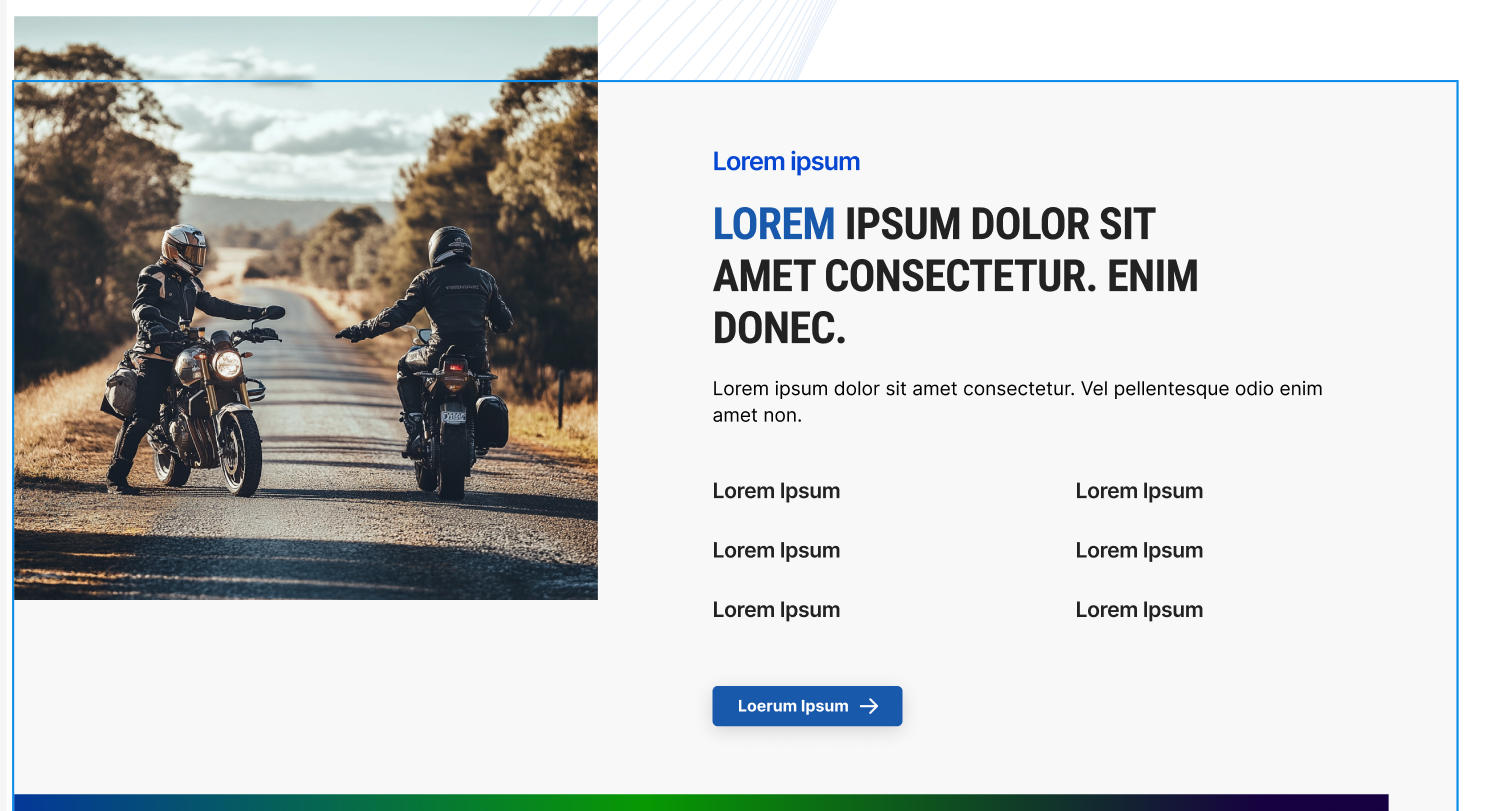 Lorem ipsum
LOREM IPSUM DOLOR SIT
AMET CONSECTETUR. ENIM
DONEC.
Lorem ipsum dolor sit amet consectetur. Vel pellentesque odio enim
amet non.
Lorem Ipsum
Lorem Ipsum
Lorem Ipsum
Lorem Ipsum
Lorem Ipsum
Lorem Ipsum
Loerum Ipsum